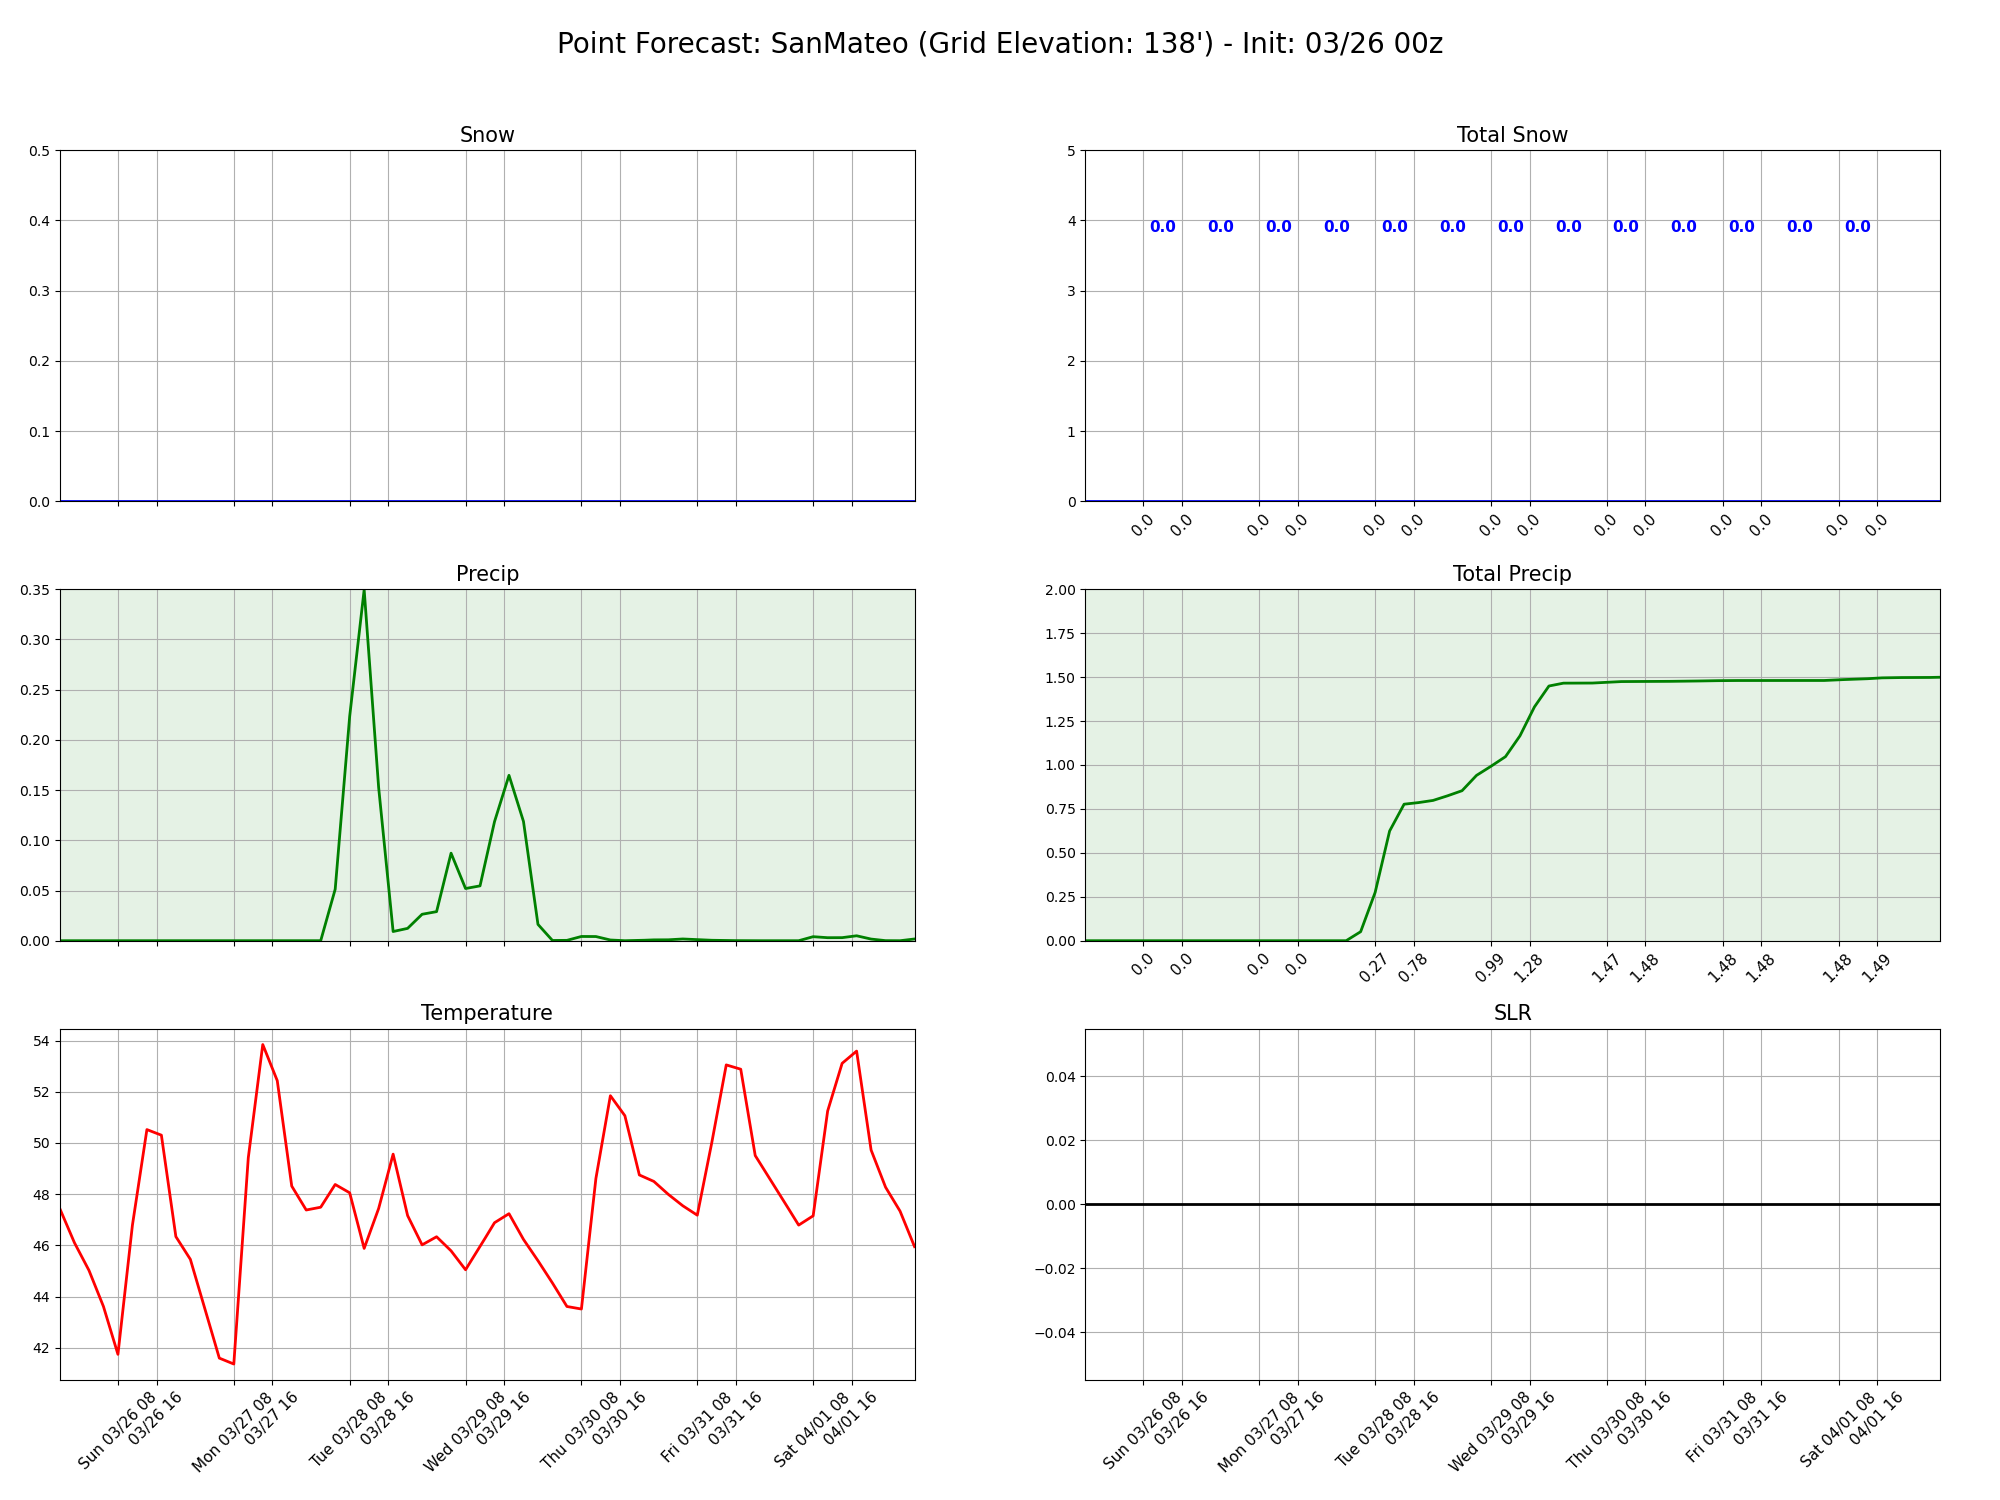 Point Forecast: SanMateo (Grid Elevation: 138') - Init: 03/26 00z
Snow
0.5
0.4
0.3
0.2
0.1
0.0
Total Snow
5
4
3
2
1
0
0.0 0.0 0.0 0.0 0.0 0.0 0.0 0.0 0.0 0.0 0.0 0.0 0.0
0.0 0.0 0.0 0.0 0.0 0.0 0.0 0.0 0.0 0.0 0.0 0.0 0.0 0.0
Precip
0.35
0.30
0.25
0.20
0.15
0.10
0.05
0.00
Total Precip
2.00
1.75
1.50
1.25
1.00
0.75
0.50
0.25
0.00
0.0 0.0 0.0 0.0 0.27 0.78 0.99 1.28 1.47 1.48 1.48 1.48 1.48 1.49
Temperature
54
52
50
48
46
44
42
Sun 03/26 08
03/26 16
Mon 03/27 08
03/27 16
Tue 03/28 08
03/28 16
Wed 03/29 08
03/29 16
Thu 03/30 08
03/30 16
Fri 03/31 08
03/31 16
Sat 04/01 08
04/01 16
SLR
0.04
0.02
0.00
−0.02
−0.04
Sun 03/26 08
03/26 16
Mon 03/27 08
03/27 16
Tue 03/28 08
03/28 16
Wed 03/29 08
03/29 16
Thu 03/30 08
03/30 16
Fri 03/31 08
03/31 16
Sat 04/01 08
04/01 16